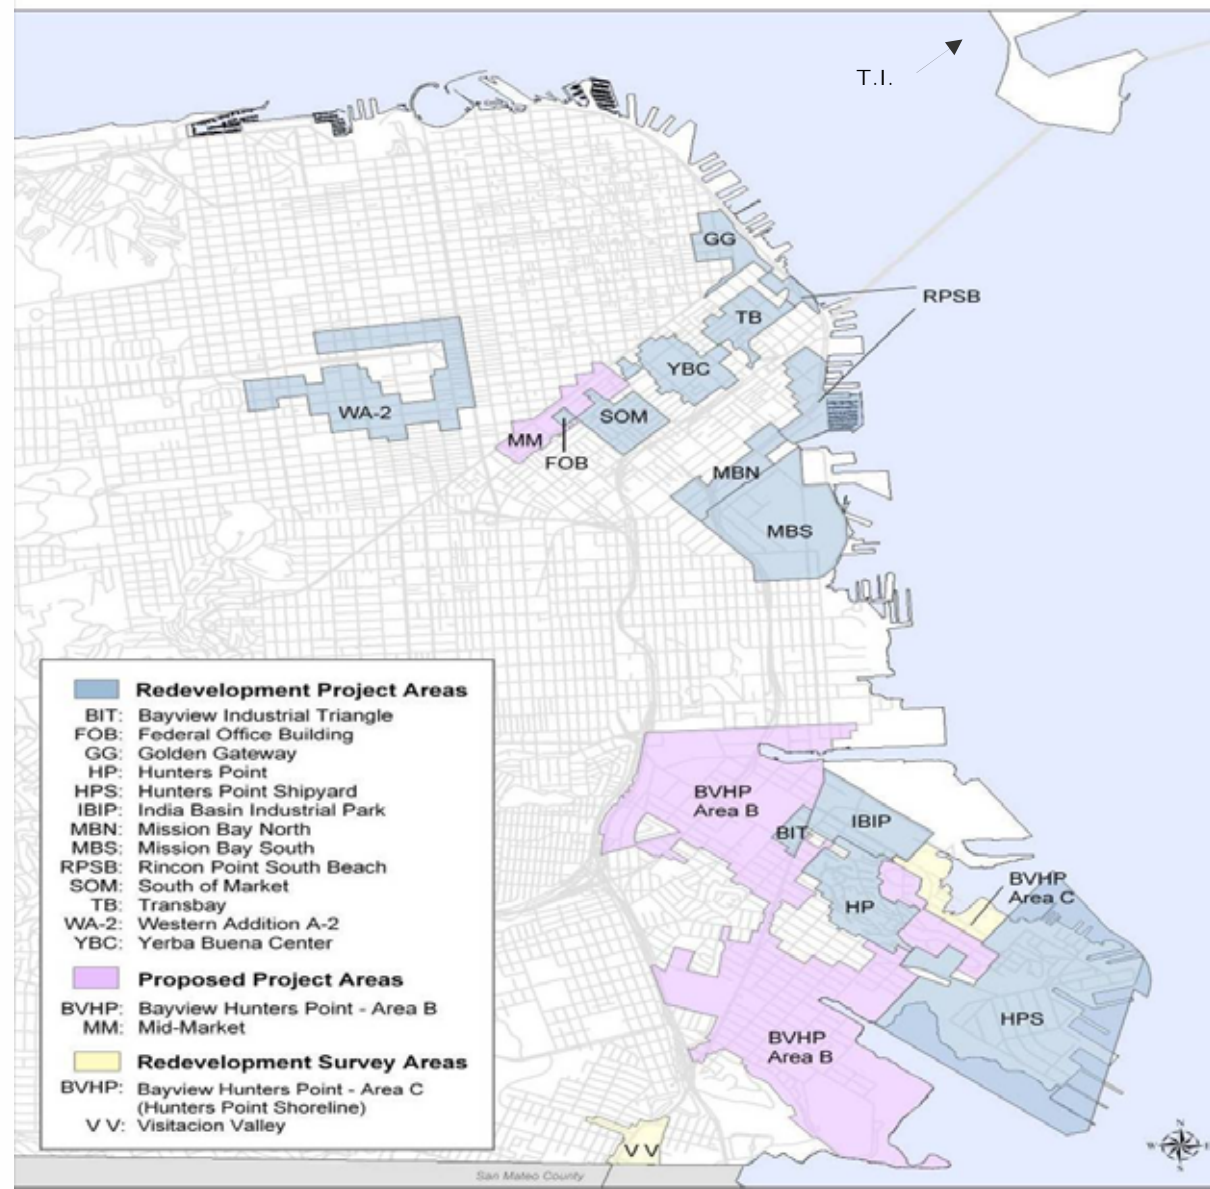 T.I.
GG
RPSB
TB
YBC
WA-2
SOM
MM
FOB
MBN
MBS
BVHP
Area B
BIT
IBIP
BVHP
Area C
HP
HPS
BVHP
Area B
V V
San Mateo County
N
W
S
Redevelopment Project Areas
BIT: Bayview Industrial Triangle
FOB: Federal Office Building
GG: Golden Gateway
HP: Hunters Point
HPS: Hunters Point Shipyard
IBIP: India Basin Industrial Park
MBN: Mission Bay North
MBS: Mission Bay South
RPSB: Rincon Point South Beach
SOM: South of Market
TB: Transbay
WA-2: Western Addition A-2
YBC: Yerba Buena Center
Proposed Project Areas
BVHP: Bayview Hunters Point - Area B
MM: Mid-Market
Redevelopment Survey Areas
BVHP: Bayview Hunters Point - Area C
(Hunters Point Shoreline)
V V: Visitacion Valley